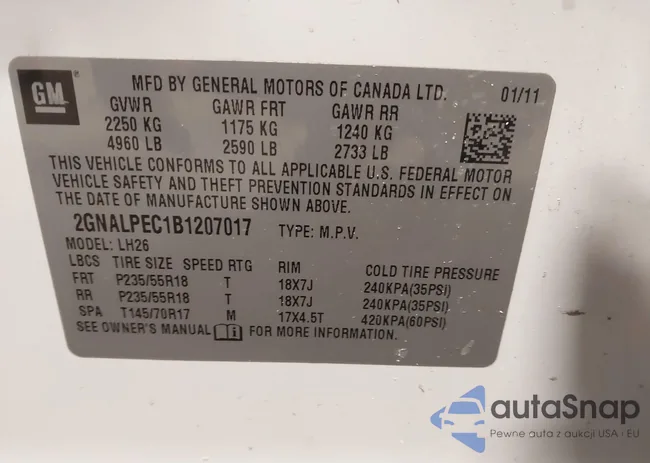 GM
MFD BY GENERAL MOTORS OF CANADA LTD. 01/11
GVWR GAWR FRT GAWR RR
2250 KG 1175 KG 1240 KG
4960 LB 2590 LB 2733 LB
THIS VEHICLE CONFORMS TO ALL APPLICABLE U.S. FEDERAL MOTOR
VEHICLE SAFETY AND THEFT PREVENTION STANDARDS IN EFFECT ON
THE DATE OF MANUFACTURE SHOWN ABOVE.
2GNALPEC1B1207017 TYPE: M.P.V.
MODEL: LH26
LBCS TIRE SIZE SPEED RTG RIM COLD TIRE PRESSURE
FRT P235/55R18 T 18X7J 240KPA(35PSI)
RR P235/55R18 T 18X7J 240KPA(35PSI)
SPA T145/70R17 M 17X4.5T 420KPA(60PSI)
SEE OWNER'S MANUAL FOR MORE INFORMATION.
autaSnap
Pewne auta z aukcji USA i EU